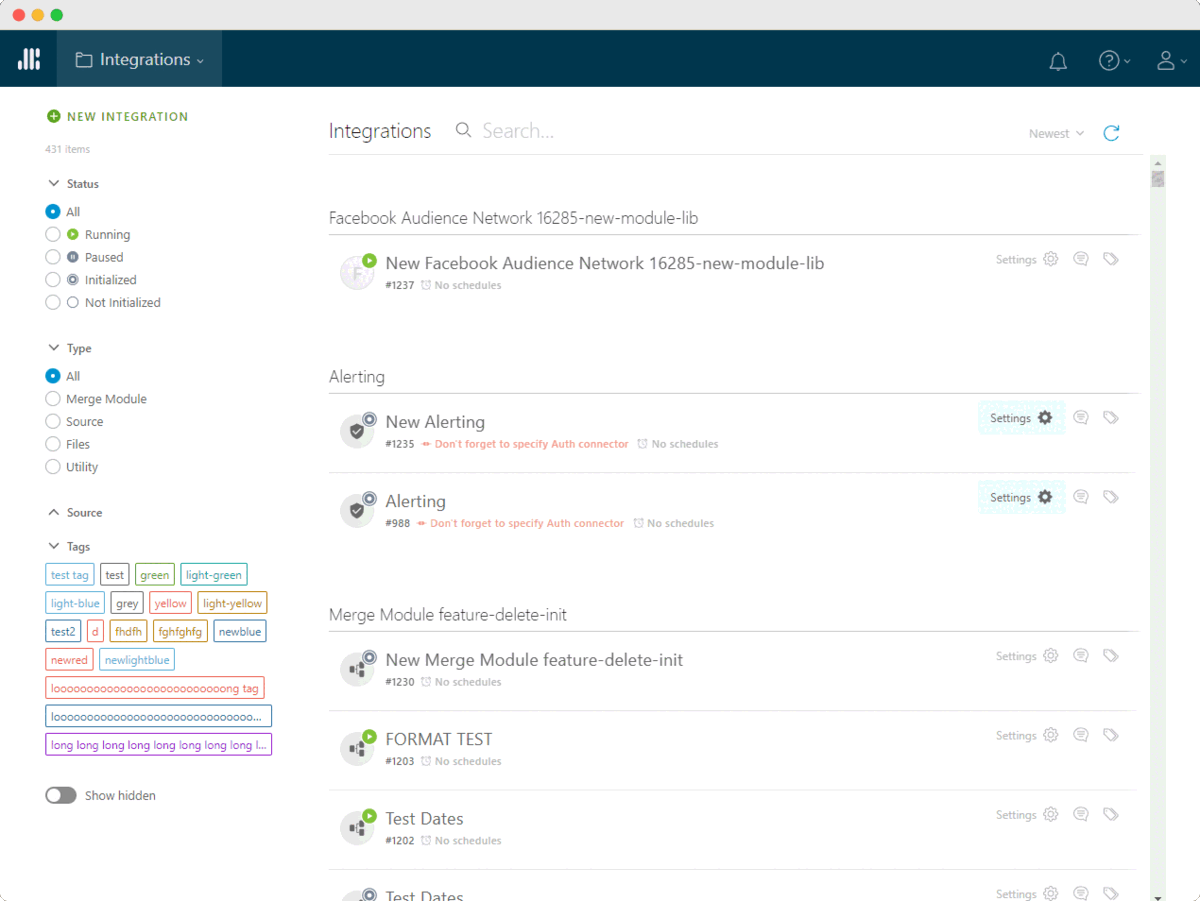 Integrations
NEW INTEGRATION
431 items
Status
All
Running
Paused
Initialized
Not Initialized
Type
All
Merge Module
Source
Files
Utility
Source
Tags
test tag test green light-green
light-blue grey yellow light-yellow
test2 d fhdfh fghfghfg newblue
newred newlightblue
looooooooooooooooooooooooong tag
looooooooooooooooooooooooooooooo...
long long long long long long long long l...
Show hidden
Integrations Search... Newest
Facebook Audience Network 16285-new-module-lib
New Facebook Audience Network 16285-new-module-lib Settings
#1237 No schedules
Alerting
New Alerting Settings
#1235 Don't forget to specify Auth connector No schedules
Alerting Settings
#988 Don't forget to specify Auth connector No schedules
Merge Module feature-delete-init
New Merge Module feature-delete-init Settings
#1230 No schedules
FORMAT TEST Settings
#1203 No schedules
Test Dates Settings
#1202 No schedules
Test Dates Settings